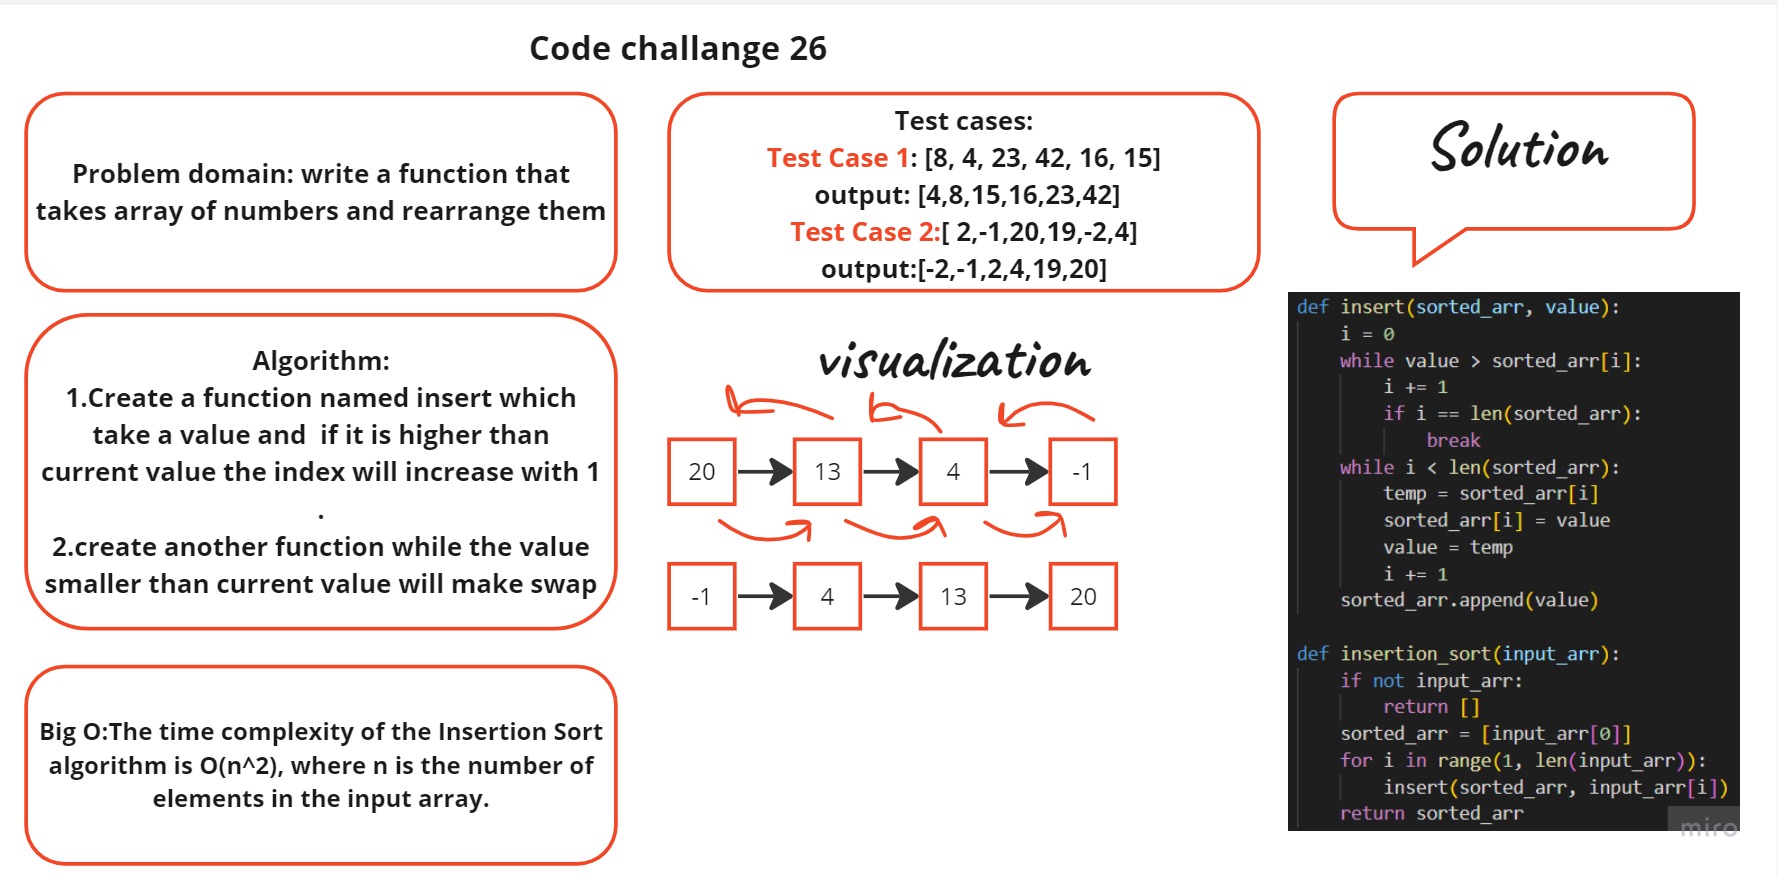 Code challange 26
Problem domain: write a function that
takes array of numbers and rearrange them
Test cases:
Test Case 1: [8, 4, 23, 42, 16, 15]
output: [4,8,15,16,23,42]
Test Case 2:[ 2,-1,20,19,-2,4]
output:[-2,-1,2,4,19,20]
Solution
Algorithm:
1.Create a function named insert which
take a value and  if it is higher than
current value the index will increase with 1
.
2.create another function while the value
smaller than current value will make swap
visualization
20 13 4 -1
-1 4 13 20
Big O:The time complexity of the Insertion Sort
algorithm is O(n^2), where n is the number of
elements in the input array.
def insert(sorted_arr, value):
    i = 0
    while value > sorted_arr[i]:
        i += 1
        if i == len(sorted_arr):
            break
    while i < len(sorted_arr):
        temp = sorted_arr[i]
        sorted_arr[i] = value
        value = temp
        i += 1
    sorted_arr.append(value)
def insertion_sort(input_arr):
    if not input_arr:
        return []
    sorted_arr = [input_arr[0]]
    for i in range(1, len(input_arr)):
        insert(sorted_arr, input_arr[i])
    return sorted_arr
miro